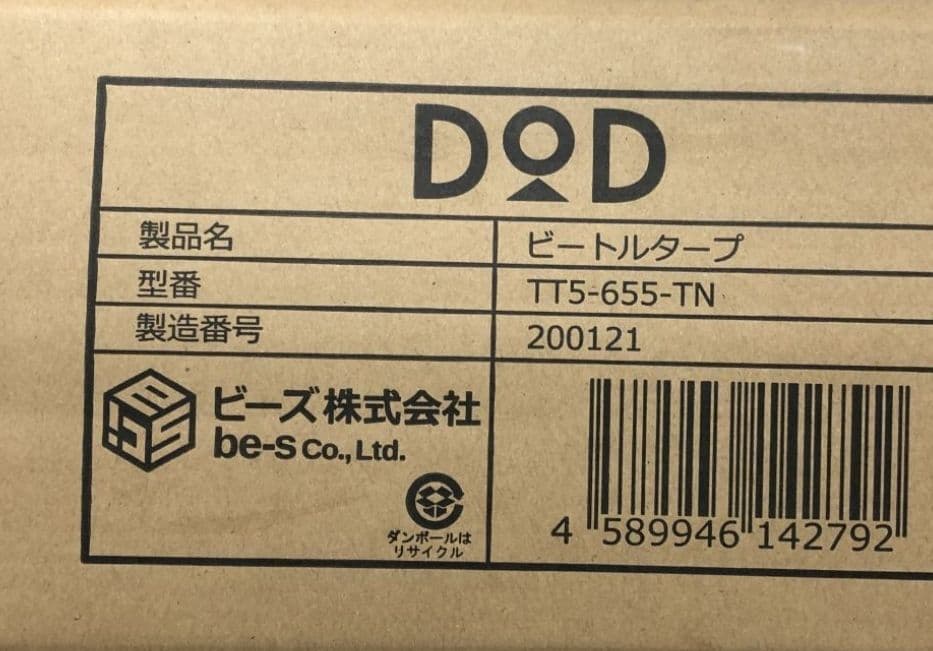 DOD
製品名 ビートルタープ
型番 TT5-655-TN
製造番号 200121
ビーズ株式会社
be-s Co., Ltd.
ダンボールは
リサイクル
4 589946 142792